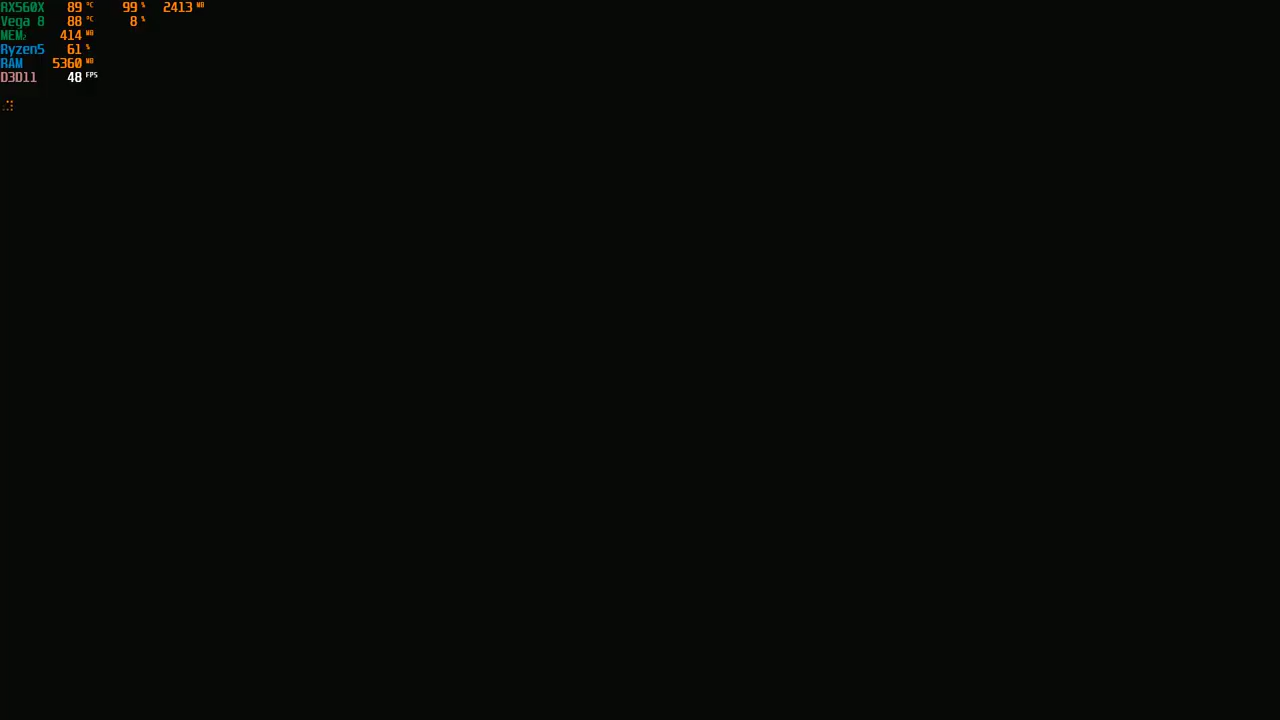 RX560X 89 °C 99 % 2413 MB
Vega 8 88 °C 8 %
MEM2 414 MB
Ryzen5 61 %
RAM 5360 MB
D3D11 48 FPS